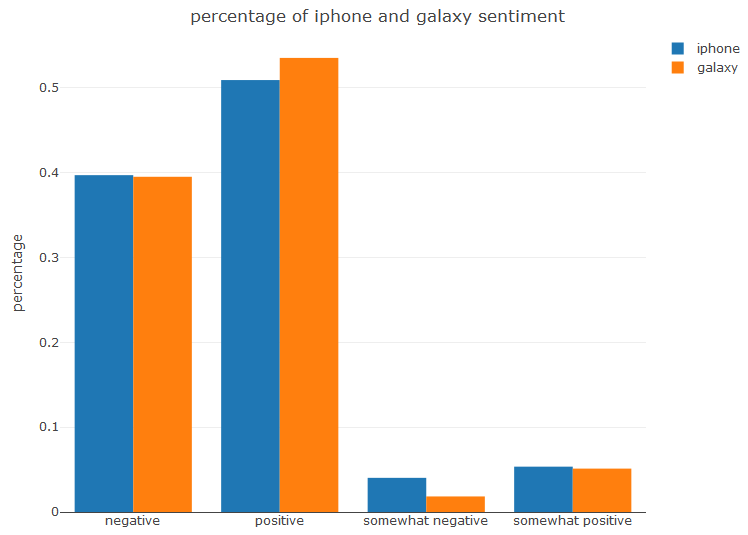 percentage of iphone and galaxy sentiment
iphone
galaxy
0.5
0.4
0.3
0.2
0.1
0
percentage
negative
positive
somewhat negative
somewhat positive